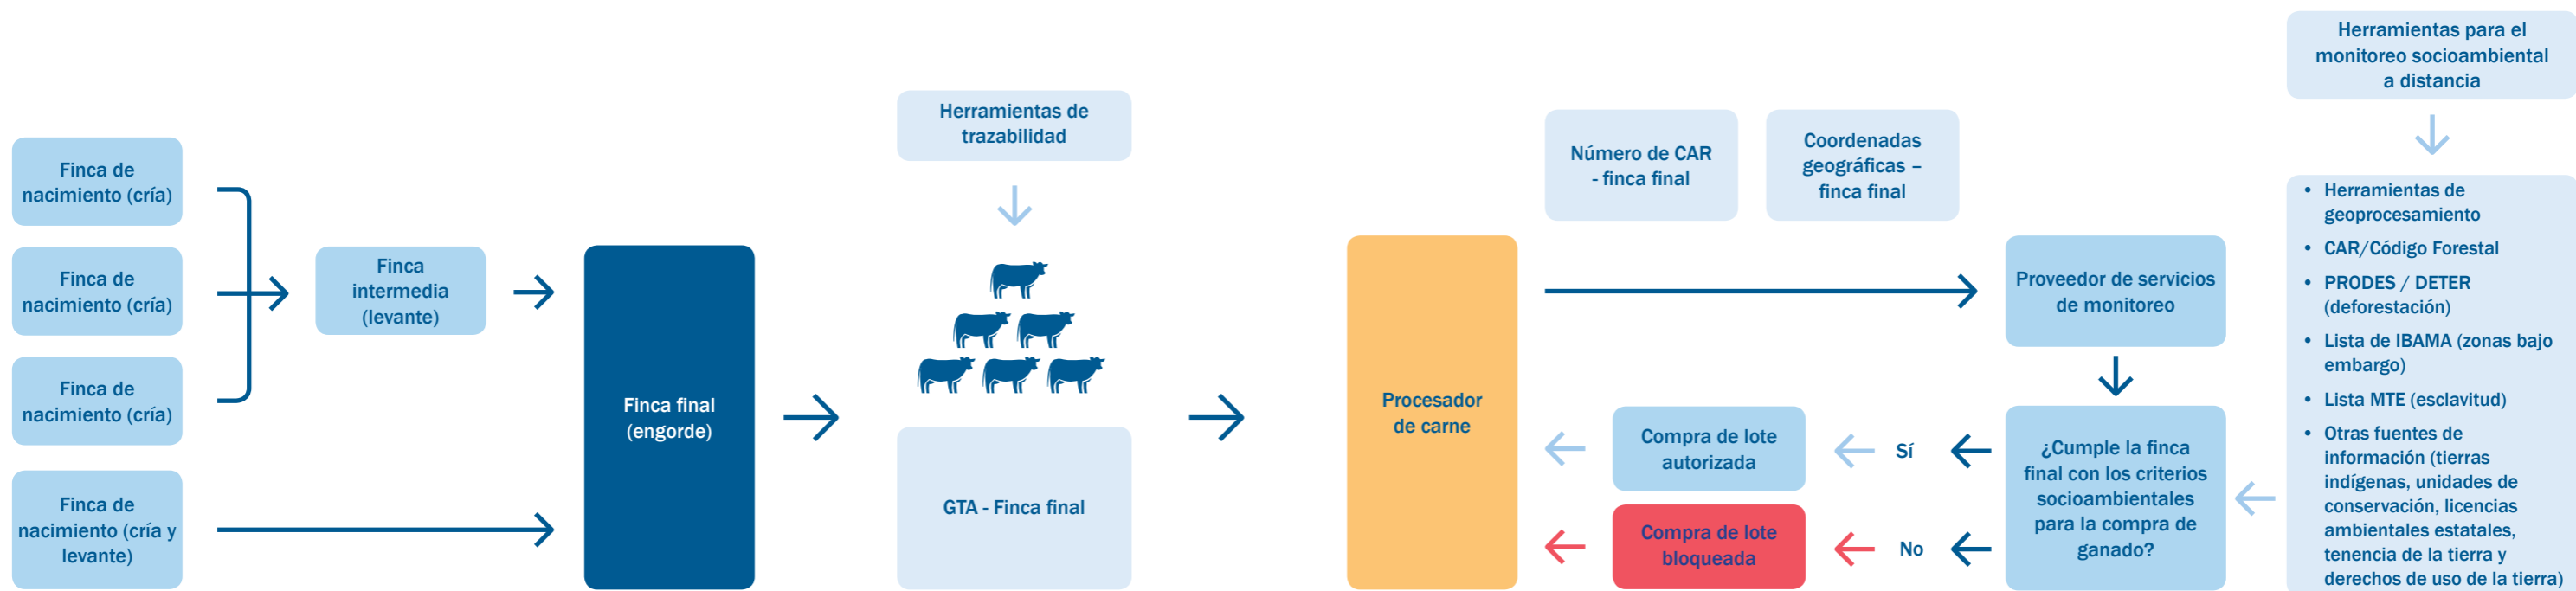 Finca de
nacimiento (cría)
Finca de
nacimiento (cría)
Finca de
nacimiento (cría)
Finca de
nacimiento (cría y
levante)
Finca
intermedia
(levante)
Finca final
(engorde)
Herramientas de
trazabilidad
GTA - Finca final
Procesador
de carne
Número de CAR
- finca final
Coordenadas
geográficas –
finca final
Proveedor de servicios
de monitoreo
¿Cumple la finca
final con los criterios
socioambientales
para la compra de
ganado?
Sí
No
Compra de lote
autorizada
Compra de lote
bloqueada
Herramientas para el
monitoreo socioambiental
a distancia
• Herramientas de
geoprocesamiento
• CAR/Código Forestal
• PRODES / DETER
(deforestación)
• Lista de IBAMA (zonas bajo
embargo)
• Lista MTE (esclavitud)
• Otras fuentes de
información (tierras
indígenas, unidades de
conservación, licencias
ambientales estatales,
tenencia de la tierra y
derechos de uso de la tierra)